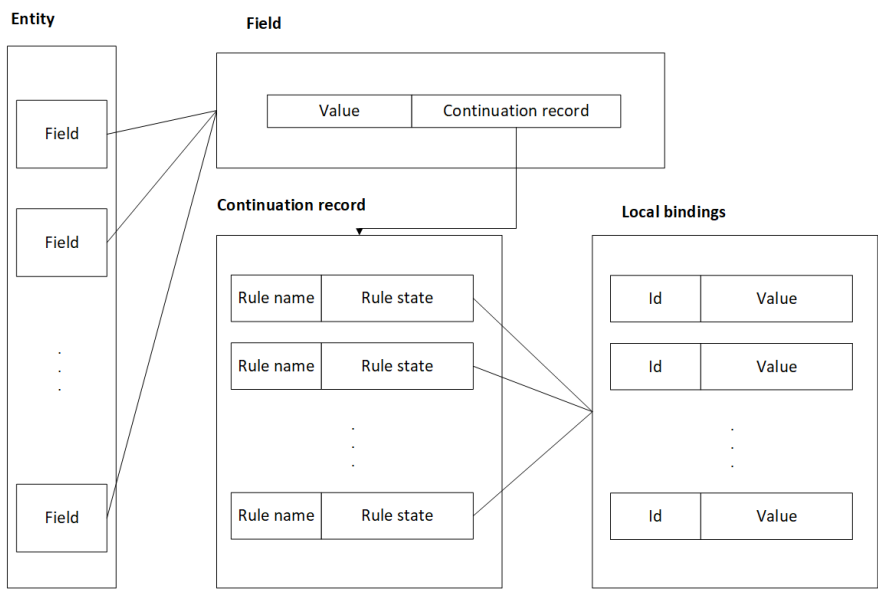 Entity
Field
Field
Field
.
.
.
Field
Field
Value Continuation record
Continuation record
Rule name Rule state
Rule name Rule state
.
.
.
Rule name Rule state
Local bindings
Id Value
Id Value
.
.
.
Id Value